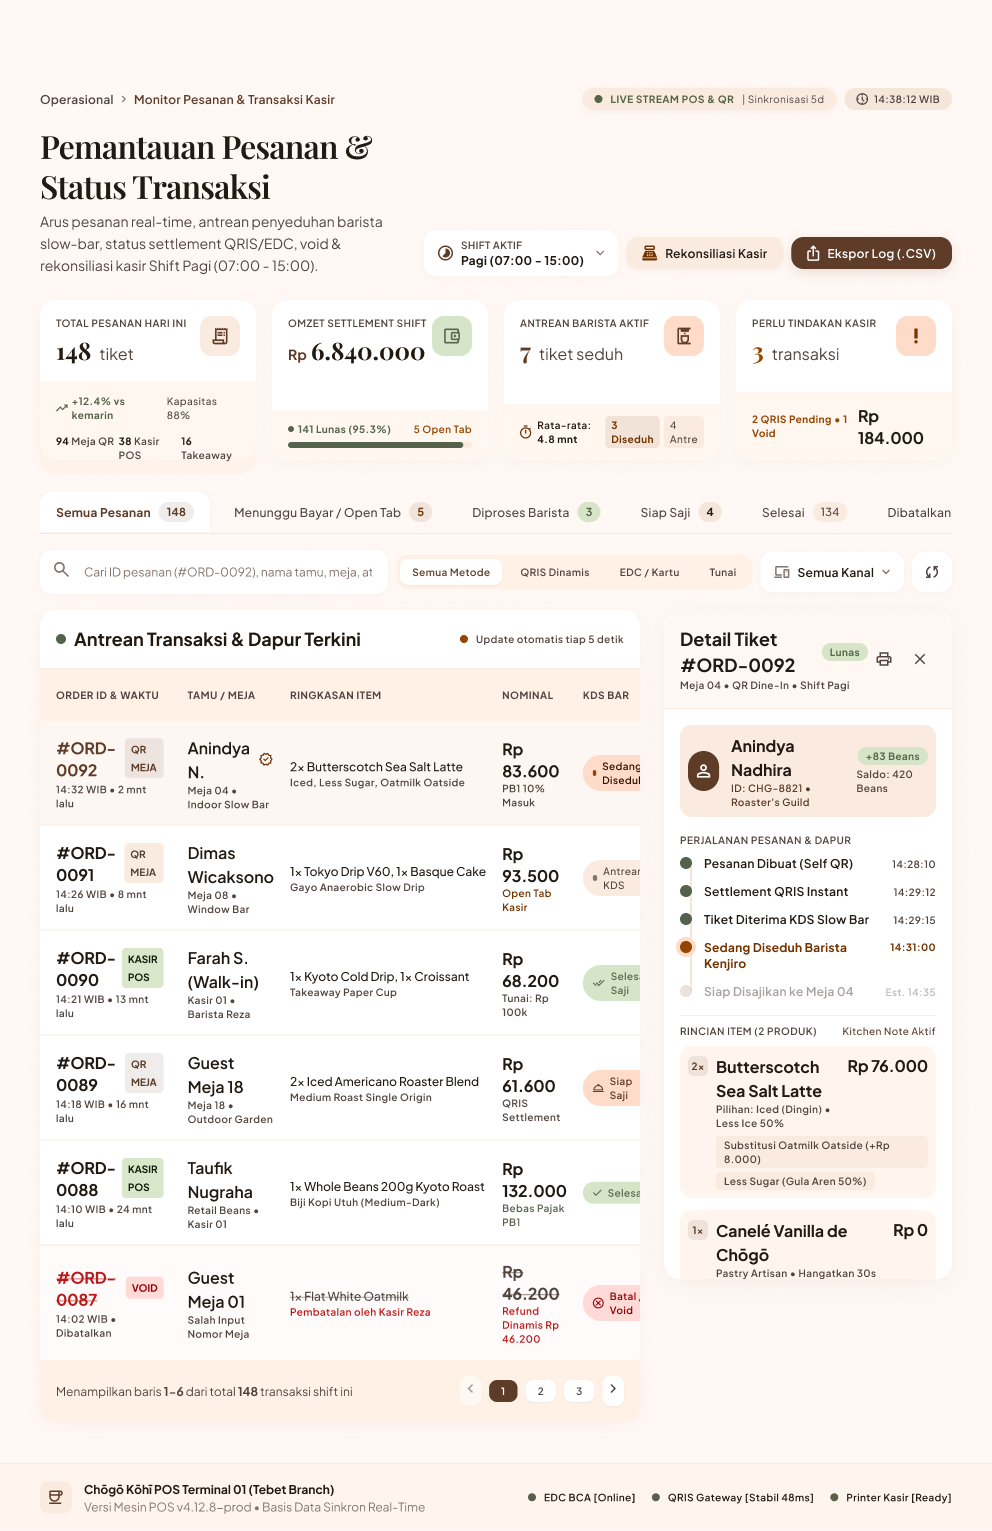 Operasional > Monitor Pesanan & Transaksi Kasir
LIVE STREAM POS & QR | Sinkronisasi 5d
14:38:12 WIB
Pemantauan Pesanan &
Status Transaksi
Arus pesanan real-time, antrean penyeduhan barista
slow-bar, status settlement QRIS/EDC, void &
rekonsiliasi kasir Shift Pagi (07:00 - 15:00).
SHIFT AKTIF
Pagi (07:00 - 15:00)
Rekonsiliasi Kasir
Ekspor Log (.CSV)
TOTAL PESANAN HARI INI
148 tiket
+12.4% vs
kemarin
Kapasitas
88%
94 Meja QR
38 Kasir
POS
16
Takeaway
OMZET SETTLEMENT SHIFT
Rp 6.840.000
141 Lunas (95.3%)
5 Open Tab
ANTREAN BARISTA AKTIF
7 tiket seduh
Rata-rata:
4.8 mnt
3
Diseduh
4
Antre
PERLU TINDAKAN KASIR
3 transaksi
2 QRIS Pending • 1
Void
Rp
184.000
Semua Pesanan 148
Menunggu Bayar / Open Tab 5
Diproses Barista 3
Siap Saji 4
Selesai 134
Dibatalkan
Cari ID pesanan (#ORD-0092), nama tamu, meja, at
Semua Metode
QRIS Dinamis
EDC / Kartu
Tunai
Semua Kanal
Antrean Transaksi & Dapur Terkini
Update otomatis tiap 5 detik
ORDER ID & WAKTU
TAMU / MEJA
RINGKASAN ITEM
NOMINAL
KDS BAR
#ORD-
0092
QR
MEJA
14:32 WIB • 2 mnt
lalu
Anindya
N.
Meja 04 •
Indoor Slow Bar
2× Butterscotch Sea Salt Latte
Iced, Less Sugar, Oatmilk Oatside
Rp
83.600
PB1 10%
Masuk
Sedang
Diseduh
#ORD-
0091
QR
MEJA
14:26 WIB • 8 mnt
lalu
Dimas
Wicaksono
Meja 08 •
Window Bar
1× Tokyo Drip V60, 1× Basque Cake
Gayo Anaerobic Slow Drip
Rp
93.500
Open Tab
Kasir
Antrean
KDS
#ORD-
0090
KASIR
POS
14:21 WIB • 13 mnt
lalu
Farah S.
(Walk-in)
Kasir 01 •
Barista Reza
1× Kyoto Cold Drip, 1× Croissant
Takeaway Paper Cup
Rp
68.200
Tunai: Rp
100k
Selesai
Saji
#ORD-
0089
QR
MEJA
14:18 WIB • 16 mnt
lalu
Guest
Meja 18
Meja 18 •
Outdoor Garden
2× Iced Americano Roaster Blend
Medium Roast Single Origin
Rp
61.600
QRIS
Settlement
Siap
Saji
#ORD-
0088
KASIR
POS
14:10 WIB • 24 mnt
lalu
Taufik
Nugraha
Retail Beans •
Kasir 01
1× Whole Beans 200g Kyoto Roast
Biji Kopi Utuh (Medium-Dark)
Rp
132.000
Bebas Pajak
PB1
Selesai
#ORD-
0087
VOID
14:02 WIB •
Dibatalkan
Guest
Meja 01
Salah Input
Nomor Meja
1× Flat White Oatmilk
Pembatalan oleh Kasir Reza
Rp
46.200
Refund
Dinamis Rp
46.200
Batal /
Void
Menampilkan baris 1-6 dari total 148 transaksi shift ini
1
2
3
Detail Tiket
#ORD-0092
Lunas
Meja 04 • QR Dine-In • Shift Pagi
Anindya
Nadhira
ID: CHG-8821 •
Roaster's Guild
+83 Beans
Saldo: 420
Beans
PERJALANAN PESANAN & DAPUR
Pesanan Dibuat (Self QR) 14:28:10
Settlement QRIS Instant 14:29:12
Tiket Diterima KDS Slow Bar 14:29:15
Sedang Diseduh Barista
Kenjiro
14:31:00
Siap Disajikan ke Meja 04 Est. 14:35
RINCIAN ITEM (2 PRODUK)
Kitchen Note Aktif
2×
Butterscotch
Sea Salt Latte
Rp 76.000
Pilihan: Iced (Dingin) •
Less Ice 50%
Substitusi Oatmilk Oatside (+Rp
8.000)
Less Sugar (Gula Aren 50%)
1×
Canelé Vanilla de
Chōgō
Rp 0
Pastry Artisan • Hangatkan 30s
Chōgō Kōhī POS Terminal 01 (Tebet Branch)
Versi Mesin POS v4.12.8-prod • Basis Data Sinkron Real-Time
EDC BCA [Online]
QRIS Gateway [Stabil 48ms]
Printer Kasir [Ready]